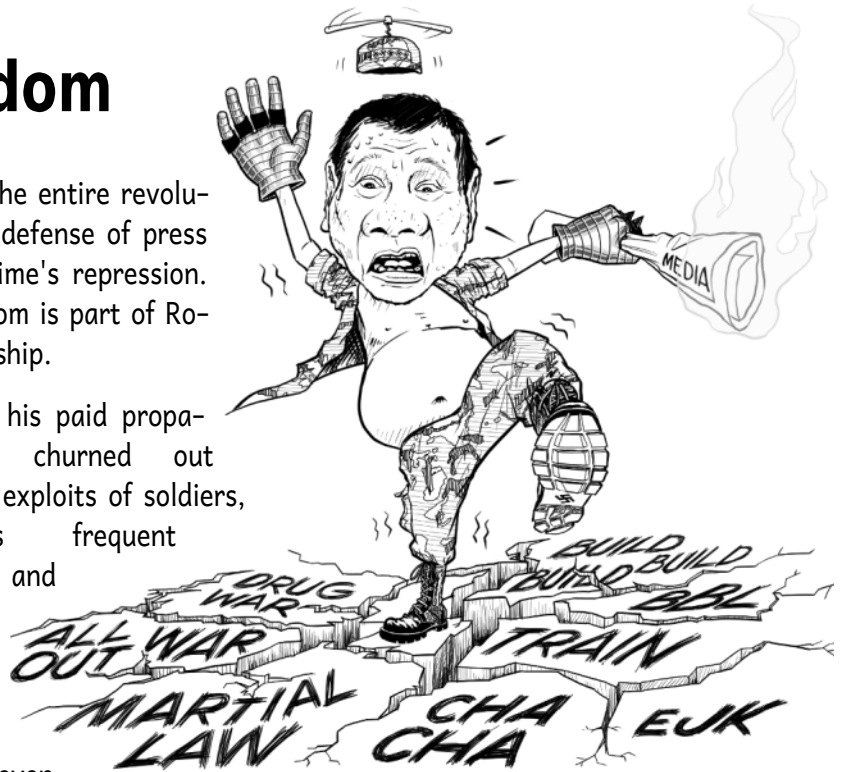 dom
he entire revolu-
defense of press
ime's repression.
om is part of Ro-
ship.
his paid propa-
churned out
exploits of soldiers,
s frequent
and
MEDIA
BUILD
BUILD BUILD
DRUG
WAR
BBL
ALL
OUT WAR
TRAIN
MARTIAL
LAW
CHA
CHA
EJK